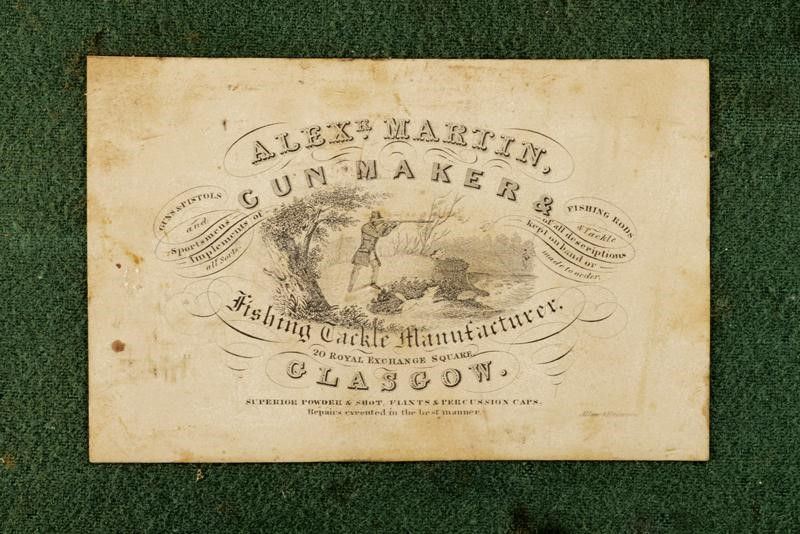 ALEXR. MARTIN,
GUN MAKER &
GUNS & PISTOLS
and
Sportsmens
Implements of
all Sorts.
FISHING RODS
& Tackle
of all descriptions
kept on hand or
made to order.
Fishing Tackle Manufacturer.
20 ROYAL EXCHANGE SQUARE
GLASGOW.
SUPERIOR POWDER & SHOT, FLINTS & PERCUSSION CAPS.
Repairs executed in the best manner.